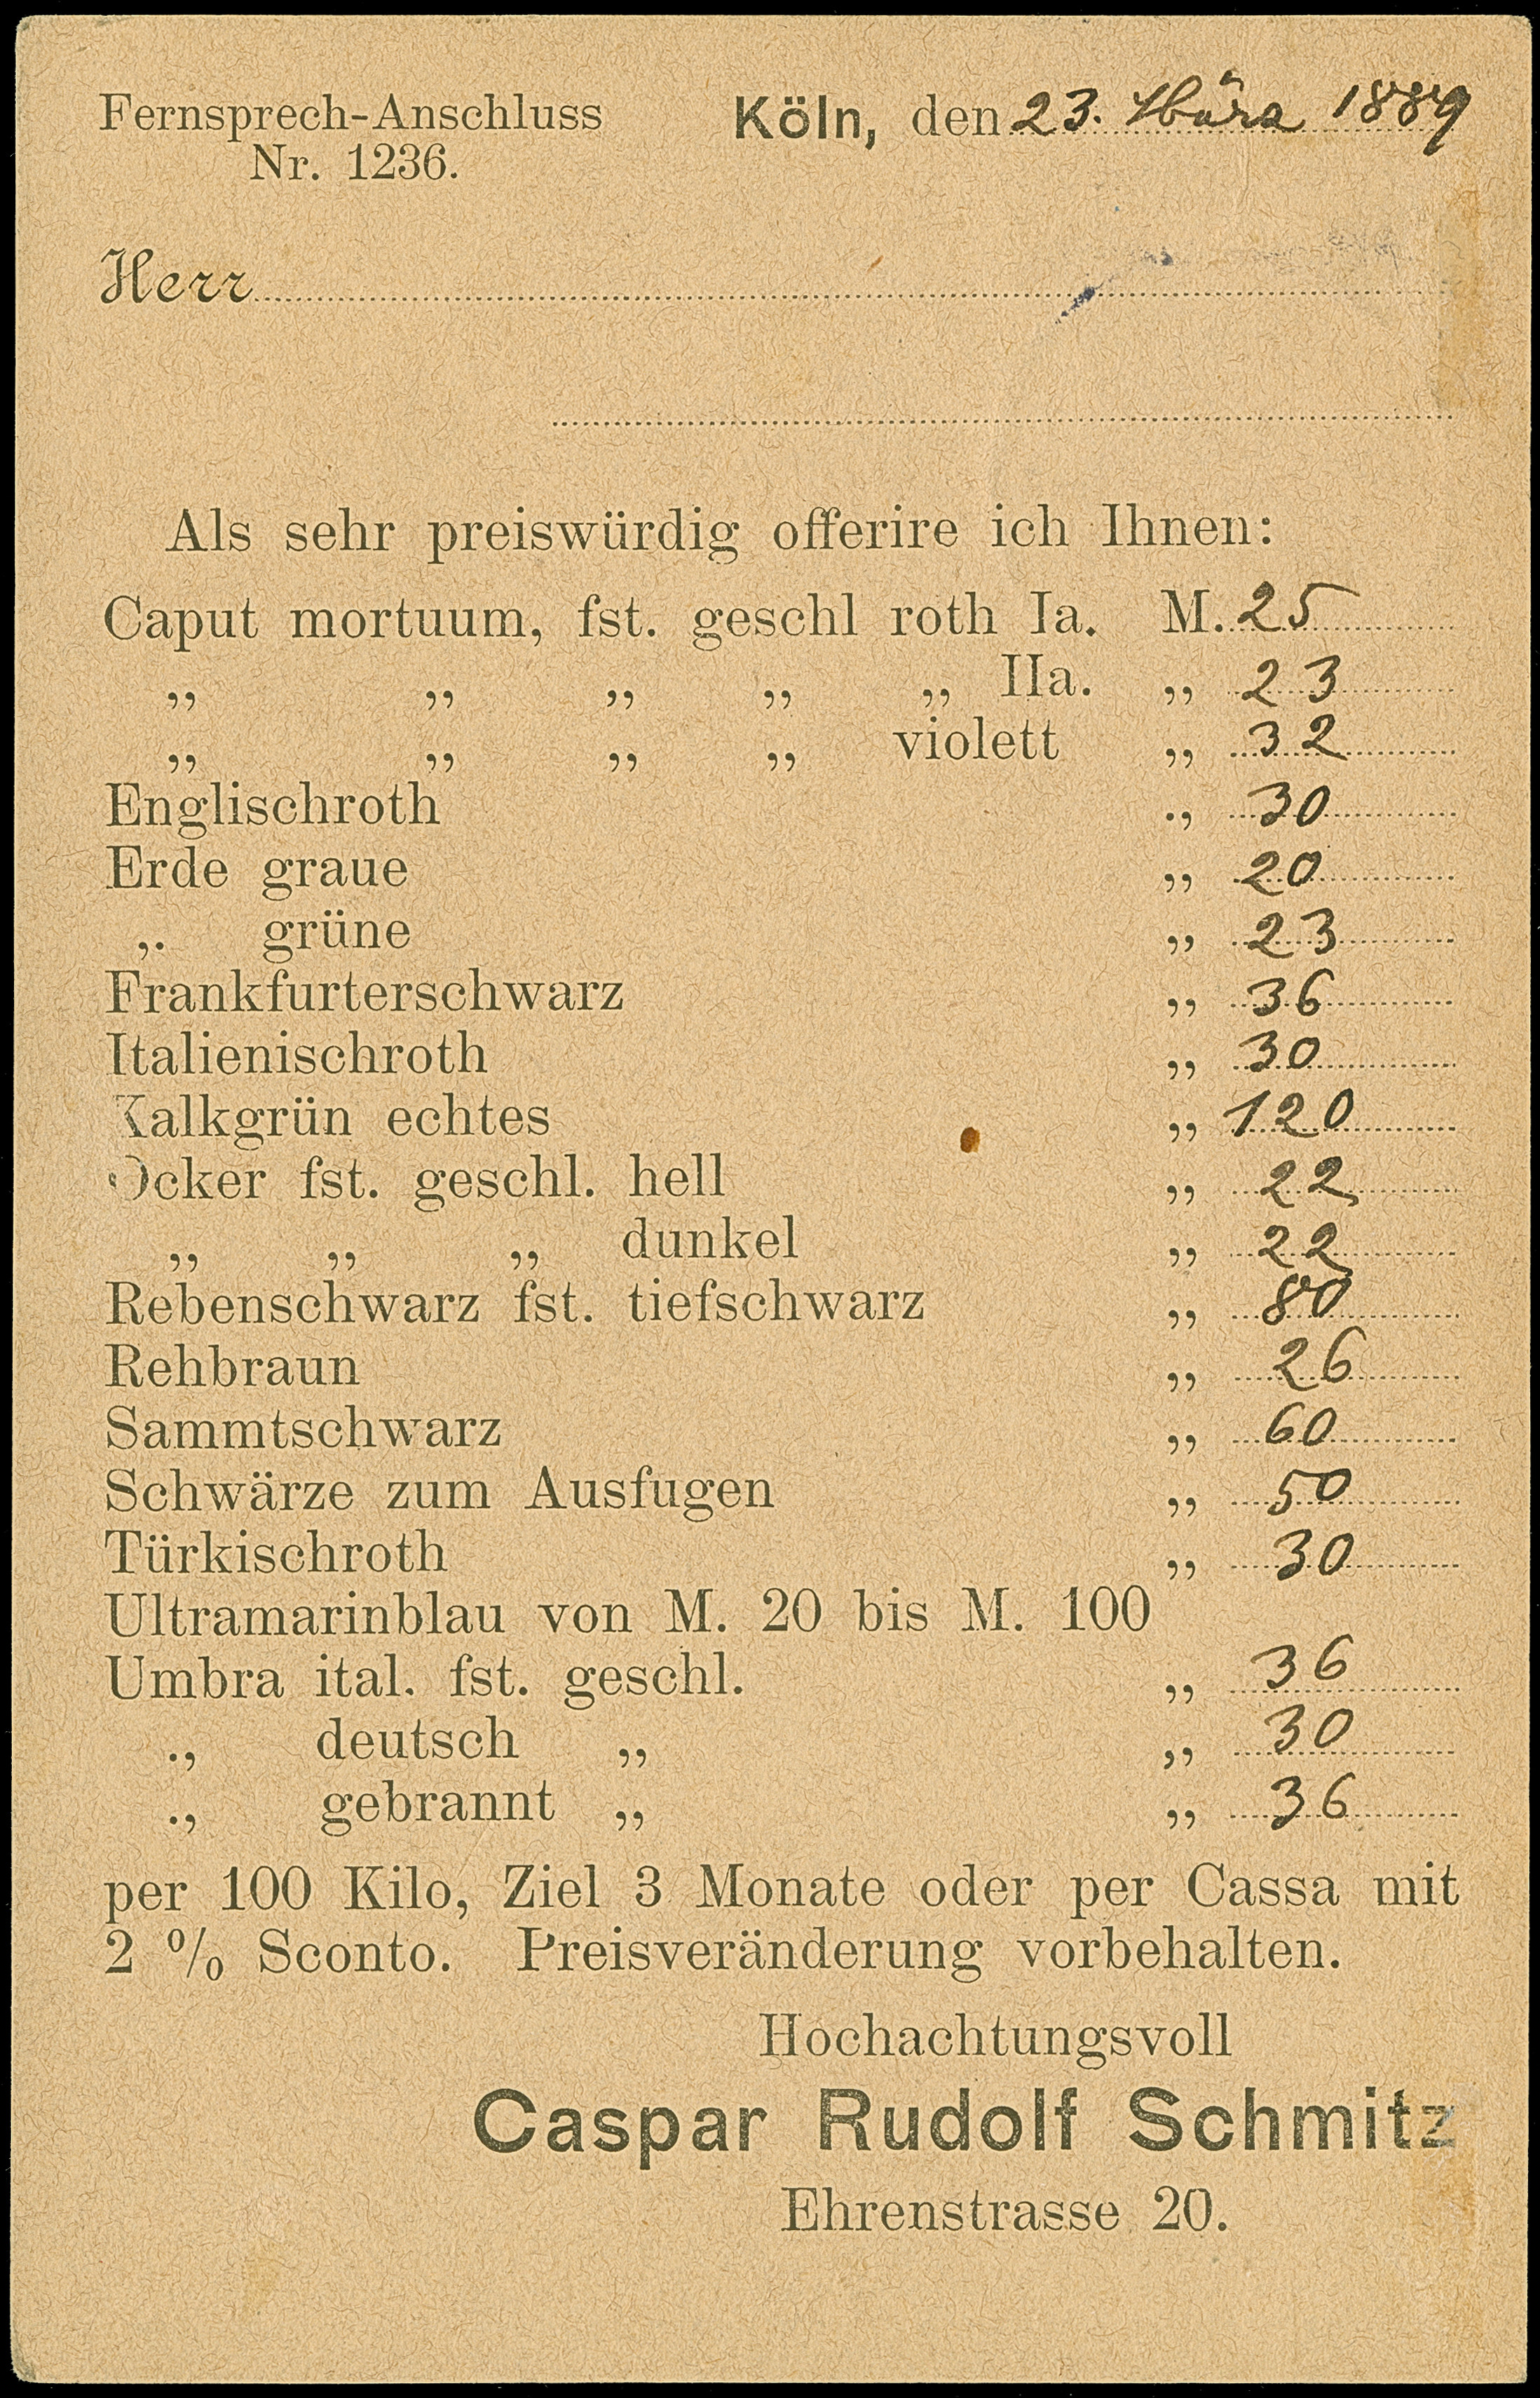 Fernsprech-Anschluss
Nr. 1236.
Köln, den 23. März 1889
Herr
Als sehr preiswürdig offerire ich Ihnen:
Caput mortuum, fst. geschl roth Ia. M. 25
„ „ „ „ „ IIa. „ 23
„ „ „ „ violett „ 32
Englischroth „ 30
Erde graue „ 20
„ grüne „ 23
Frankfurterschwarz „ 36
Italienischroth „ 30
Kalkgrün echtes „ 120
Ocker fst. geschl. hell „ 22
„ „ „ dunkel „ 22
Rebenschwarz fst. tiefschwarz „ 80
Rehbraun „ 26
Sammtschwarz „ 60
Schwärze zum Ausfugen „ 50
Türkischroth „ 30
Ultramarinblau von M. 20 bis M. 100
Umbra ital. fst. geschl. „ 36
„ deutsch „ „ 30
„ gebrannt „ „ 36
per 100 Kilo, Ziel 3 Monate oder per Cassa mit
2 % Sconto. Preisveränderung vorbehalten.
Hochachtungsvoll
Caspar Rudolf Schmitz
Ehrenstrasse 20.